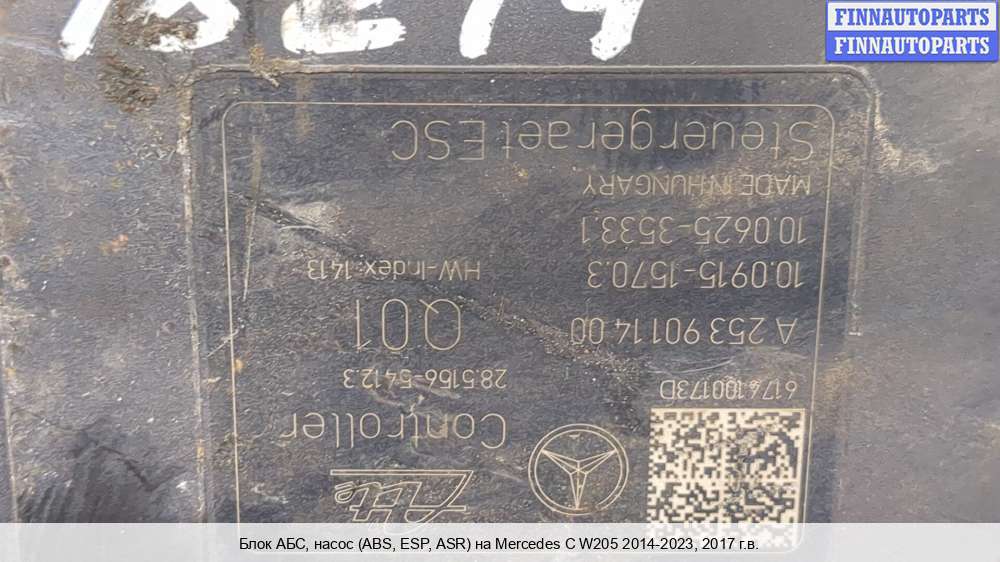 FINNAUTOPARTS
FINNAUTOPARTS
Ate
Controller
28.5156-5412.3
Q01
HW-Index:1413
6176100173D
A 253 901 14 00
10.0915-1570.3
10.0625-3533.1
MADE IN HUNGARY
Steuergeraet ESC
Блок АБС, насос (ABS, ESP, ASR) на Mercedes C W205 2014-2023, 2017 г.в.